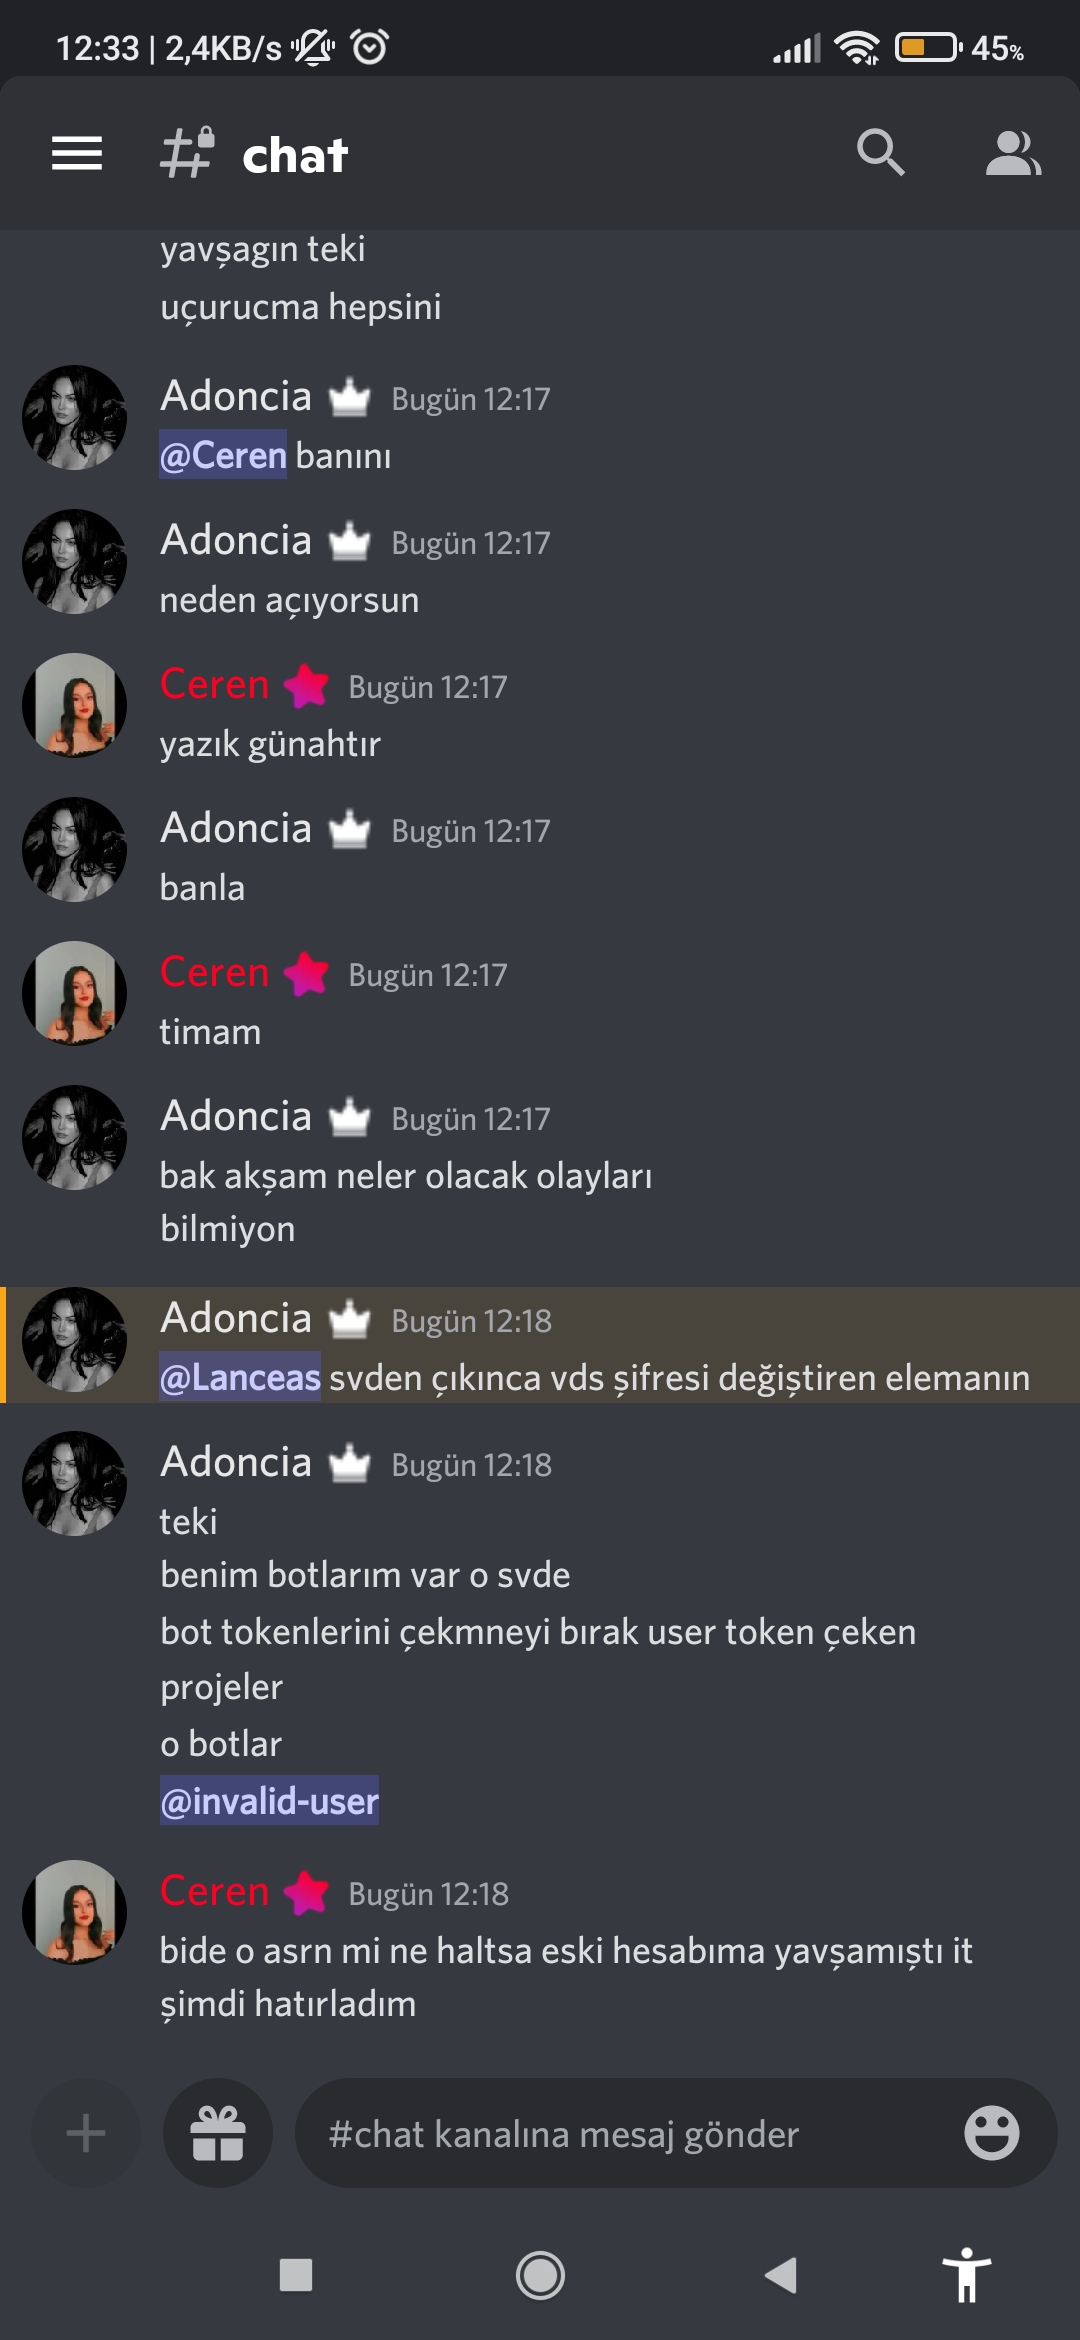 12:33 | 2,4KB/s 45%
chat
yavşagın teki
uçurucma hepsini
Adoncia Bugün 12:17
@Ceren banını
Adoncia Bugün 12:17
neden açıyorsun
Ceren Bugün 12:17
yazık günahtır
Adoncia Bugün 12:17
banla
Ceren Bugün 12:17
timam
Adoncia Bugün 12:17
bak akşam neler olacak olayları
bilmiyon
Adoncia Bugün 12:18
@Lanceas svden çıkınca vds şifresi değiştiren elemanın
Adoncia Bugün 12:18
teki
benim botlarım var o svde
bot tokenlerini çekmneyi bırak user token çeken
projeler
o botlar
@invalid-user
Ceren Bugün 12:18
bide o asrn mi ne haltsa eski hesabıma yavşamıştı it
şimdi hatırladım
#chat kanalına mesaj gönder